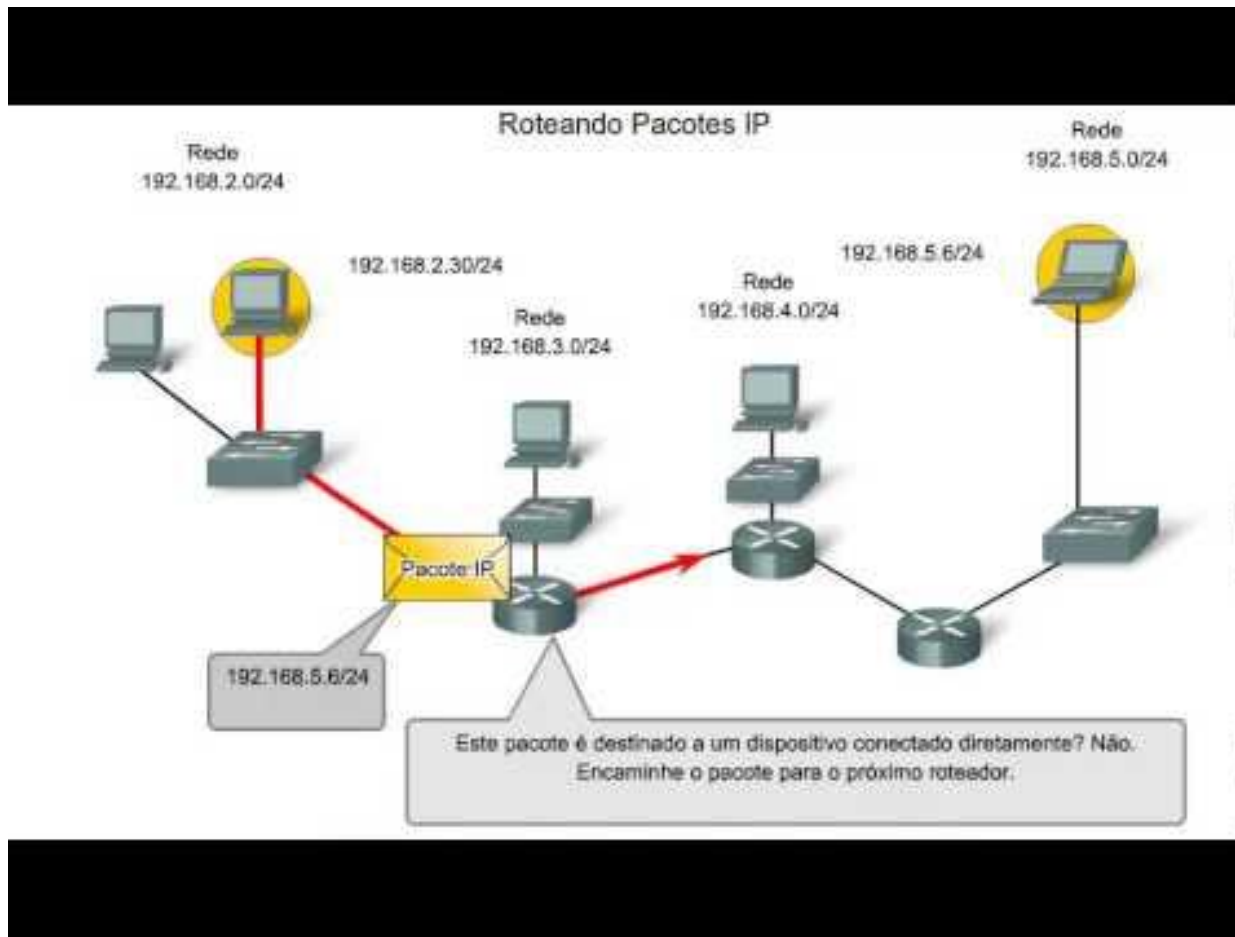 Roteando Pacotes IP
Rede
192.168.2.0/24
192.168.2.30/24
Rede
192.168.3.0/24
Rede
192.168.4.0/24
192.168.5.6/24
Rede
192.168.5.0/24
Pacote IP
192.168.5.6/24
Este pacote é destinado a um dispositivo conectado diretamente? Não.
Encaminhe o pacote para o próximo roteador.